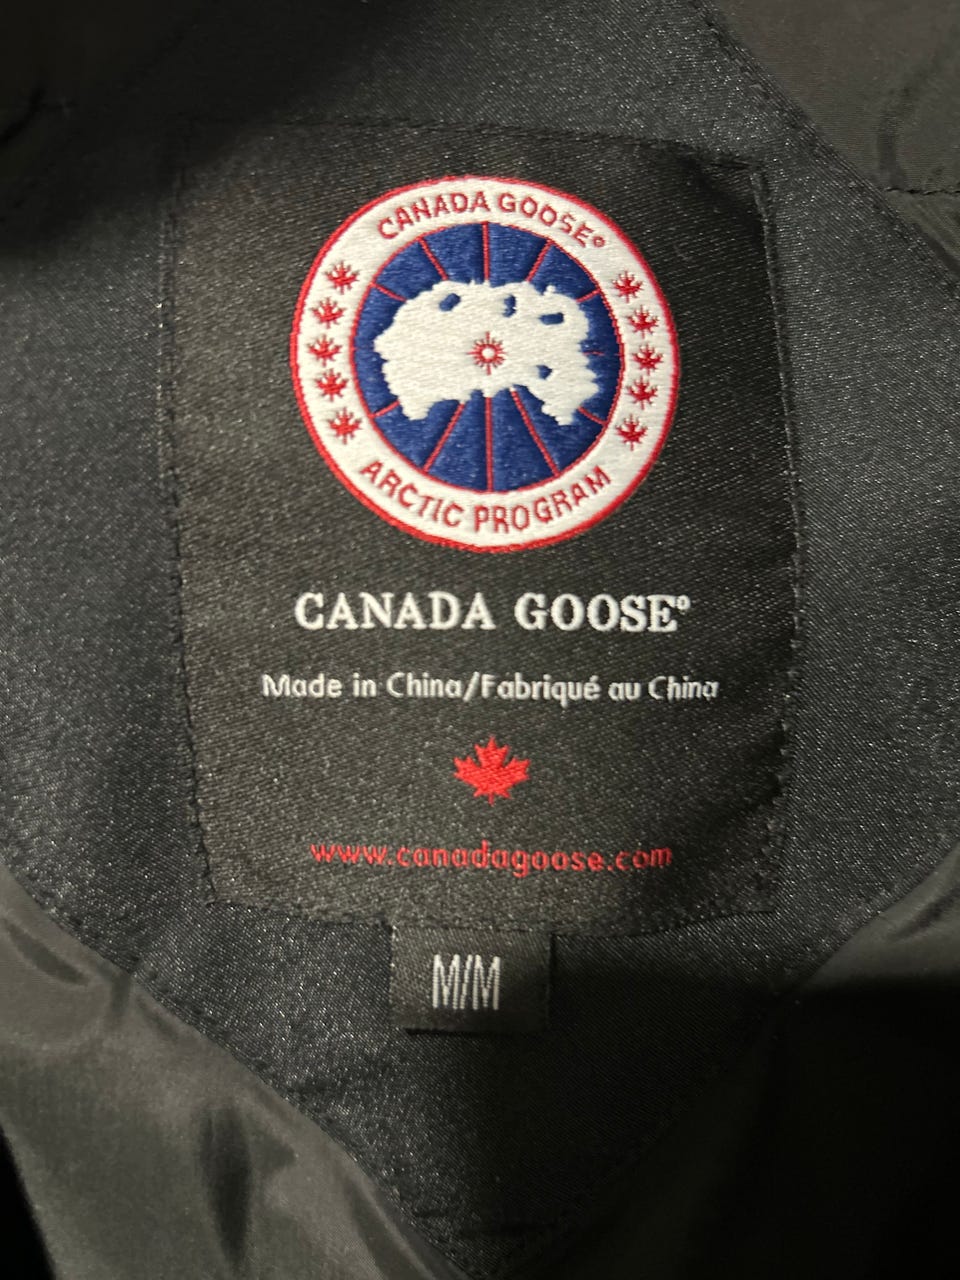 CANADA GOOSE®
ARCTIC PROGRAM
CANADA GOOSE®
Made in China/Fabriqué au China
www.canadagoose.com
M/M